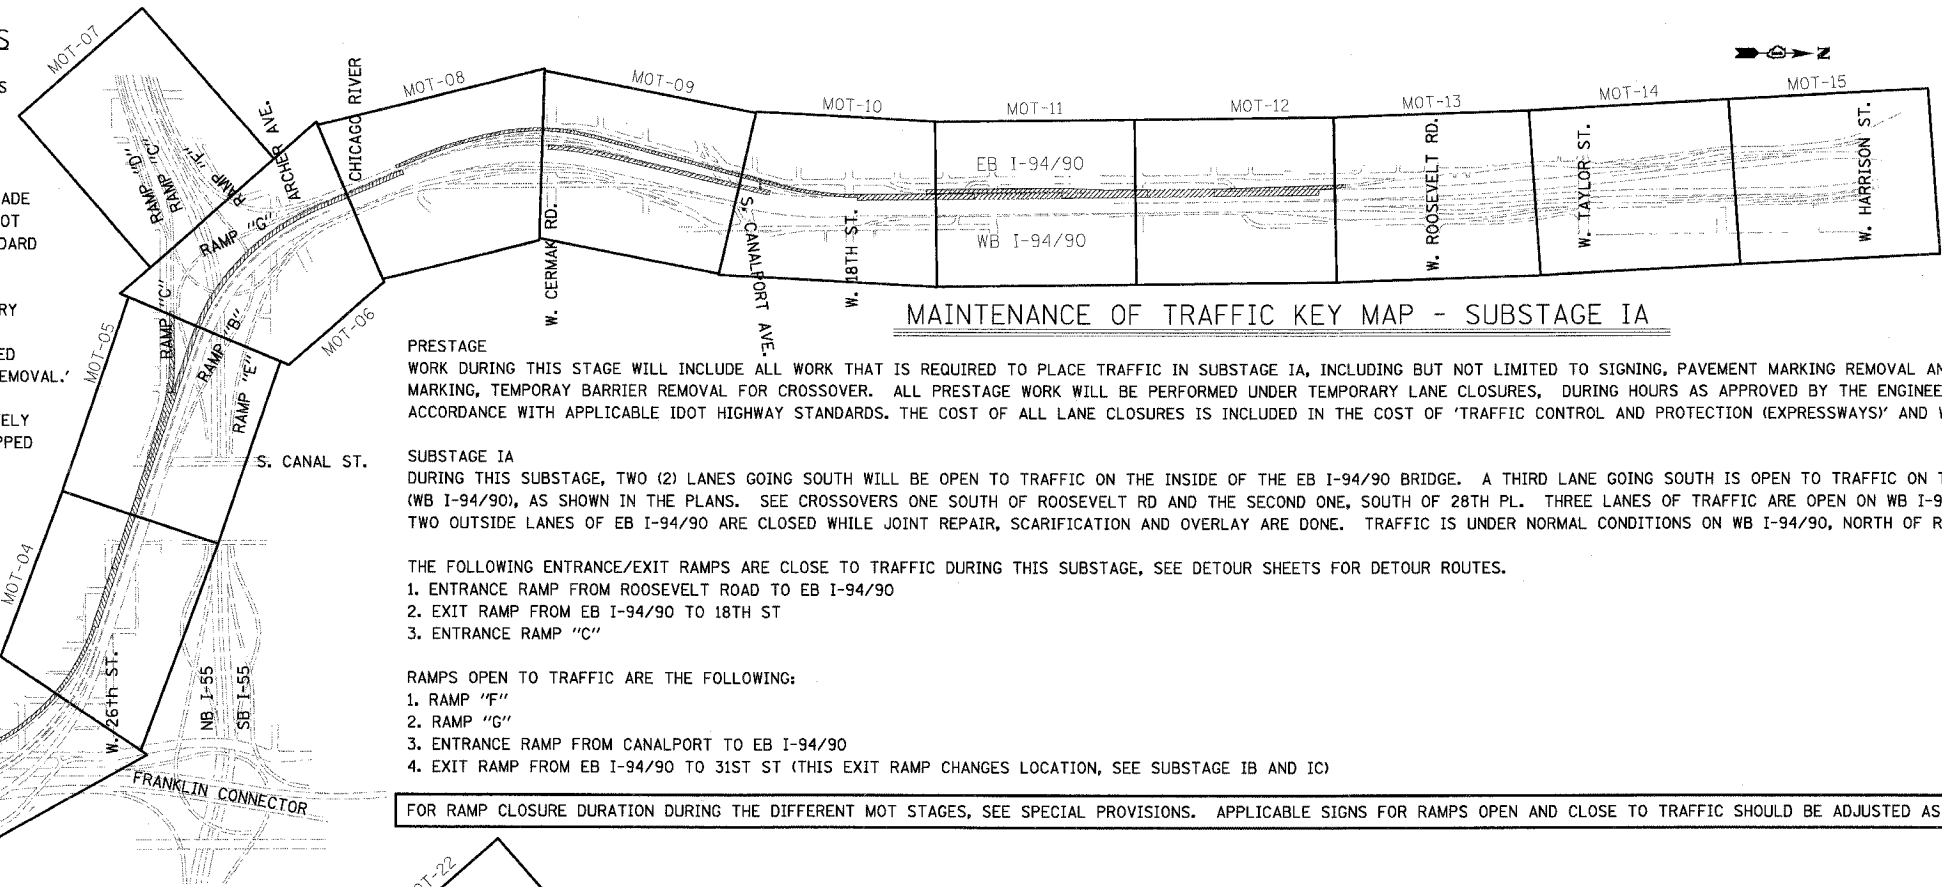 S
S
MOT-07
MOT-08
MOT-09
MOT-10
MOT-11
MOT-12
MOT-13
MOT-14
MOT-15
N
ARCHER AVE.
CHICAGO RIVER
RAMP "D"
RAMP "C"
RAMP "F"
RAMP
RAMP "G"
EB I-94/90
WB I-94/90
W. CERMAK RD.
S. CANALPORT AVE.
W. 18TH ST.
W. ROOSEVELT RD.
W. TAYLOR ST.
W. HARRISON ST.
ADE
OT
DARD
RY
ED
EMOVAL.'
ELY
PPED
MOT-05
MOT-06
RAMP "C"
RAMP "B"
RAMP "E"
S. CANAL ST.
MOT-04
W. 26th ST.
NB I-55
SB I-55
FRANKLIN CONNECTOR
MAINTENANCE OF TRAFFIC KEY MAP - SUBSTAGE IA
PRESTAGE
WORK DURING THIS STAGE WILL INCLUDE ALL WORK THAT IS REQUIRED TO PLACE TRAFFIC IN SUBSTAGE IA, INCLUDING BUT NOT LIMITED TO SIGNING, PAVEMENT MARKING REMOVAL AN
MARKING, TEMPORAY BARRIER REMOVAL FOR CROSSOVER. ALL PRESTAGE WORK WILL BE PERFORMED UNDER TEMPORARY LANE CLOSURES, DURING HOURS AS APPROVED BY THE ENGINEE
ACCORDANCE WITH APPLICABLE IDOT HIGHWAY STANDARDS. THE COST OF ALL LANE CLOSURES IS INCLUDED IN THE COST OF 'TRAFFIC CONTROL AND PROTECTION (EXPRESSWAYS)' AND W
SUBSTAGE IA
DURING THIS SUBSTAGE, TWO (2) LANES GOING SOUTH WILL BE OPEN TO TRAFFIC ON THE INSIDE OF THE EB I-94/90 BRIDGE. A THIRD LANE GOING SOUTH IS OPEN TO TRAFFIC ON T
(WB I-94/90), AS SHOWN IN THE PLANS. SEE CROSSOVERS ONE SOUTH OF ROOSEVELT RD AND THE SECOND ONE, SOUTH OF 28TH PL. THREE LANES OF TRAFFIC ARE OPEN ON WB I-9
TWO OUTSIDE LANES OF EB I-94/90 ARE CLOSED WHILE JOINT REPAIR, SCARIFICATION AND OVERLAY ARE DONE. TRAFFIC IS UNDER NORMAL CONDITIONS ON WB I-94/90, NORTH OF R
THE FOLLOWING ENTRANCE/EXIT RAMPS ARE CLOSE TO TRAFFIC DURING THIS SUBSTAGE, SEE DETOUR SHEETS FOR DETOUR ROUTES.
1. ENTRANCE RAMP FROM ROOSEVELT ROAD TO EB I-94/90
2. EXIT RAMP FROM EB I-94/90 TO 18TH ST
3. ENTRANCE RAMP "C"
RAMPS OPEN TO TRAFFIC ARE THE FOLLOWING:
1. RAMP "F"
2. RAMP "G"
3. ENTRANCE RAMP FROM CANALPORT TO EB I-94/90
4. EXIT RAMP FROM EB I-94/90 TO 31ST ST (THIS EXIT RAMP CHANGES LOCATION, SEE SUBSTAGE IB AND IC)
FOR RAMP CLOSURE DURATION DURING THE DIFFERENT MOT STAGES, SEE SPECIAL PROVISIONS. APPLICABLE SIGNS FOR RAMPS OPEN AND CLOSE TO TRAFFIC SHOULD BE ADJUSTED AS
OT-22